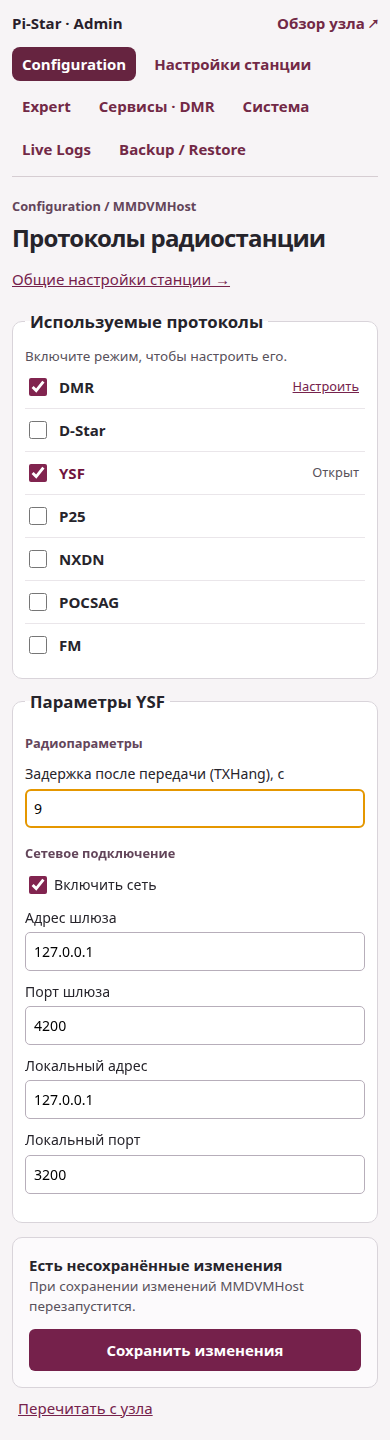 Pi-Star · Admin
Обзор узла ↗
Configuration
Настройки станции
Expert
Сервисы · DMR
Система
Live Logs
Backup / Restore
Configuration / MMDVMHost
Протоколы радиостанции
Общие настройки станции →
Используемые протоколы
Включите режим, чтобы настроить его.
DMR
Настроить
D-Star
YSF
Открыт
P25
NXDN
POCSAG
FM
Параметры YSF
Радиопараметры
Задержка после передачи (TXHang), с
9
Сетевое подключение
Включить сеть
Адрес шлюза
127.0.0.1
Порт шлюза
4200
Локальный адрес
127.0.0.1
Локальный порт
3200
Есть несохранённые изменения
При сохранении изменений MMDVMHost
перезапустится.
Сохранить изменения
Перечитать с узла